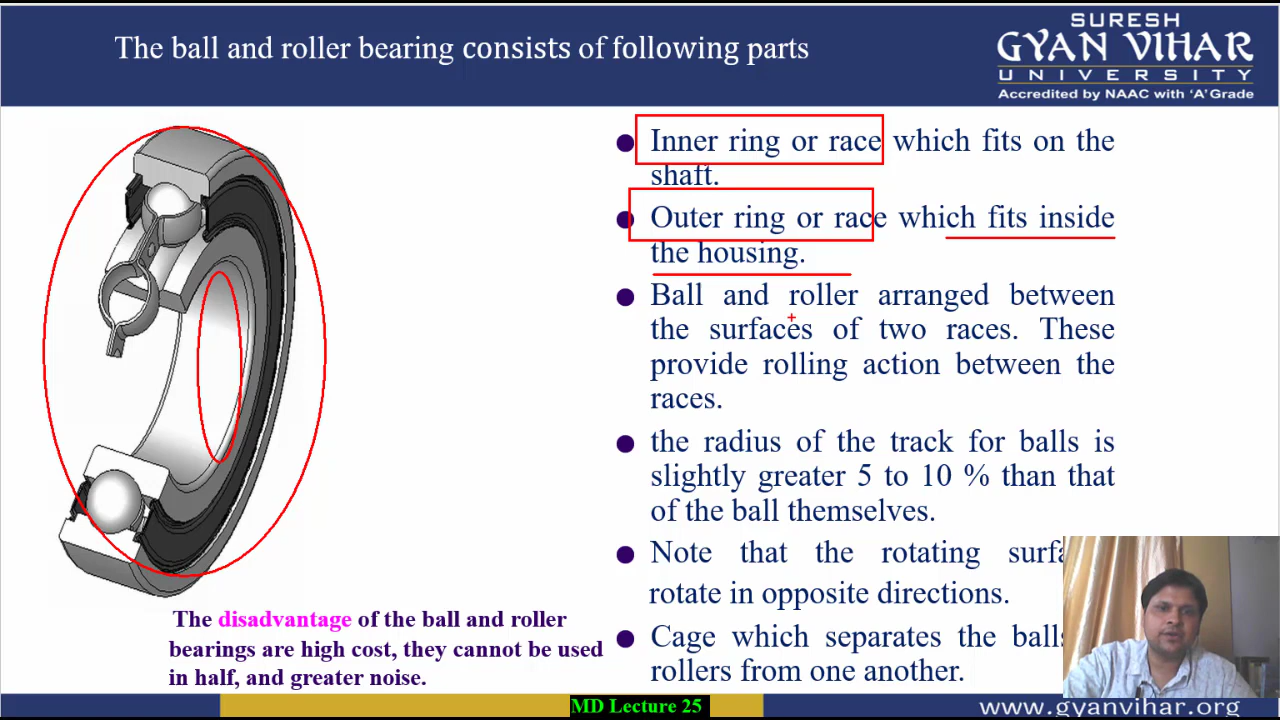 The ball and roller bearing consists of following parts
SURESH
GYAN VIHAR
UNIVERSITY
Accredited by NAAC with 'A' Grade
Inner ring or race which fits on the
shaft.
Outer ring or race which fits inside
the housing.
Ball and roller arranged between
the surfaces of two races. These
provide rolling action between the
races.
the radius of the track for balls is
slightly greater 5 to 10 % than that
of the ball themselves.
Note that the rotating
rotate in opposite directions.
Cage which separates the balls
rollers from one another.
The disadvantage of the ball and roller
bearings are high cost, they cannot be used
in half, and greater noise.
MD Lecture 25
www.gyanvihar.org